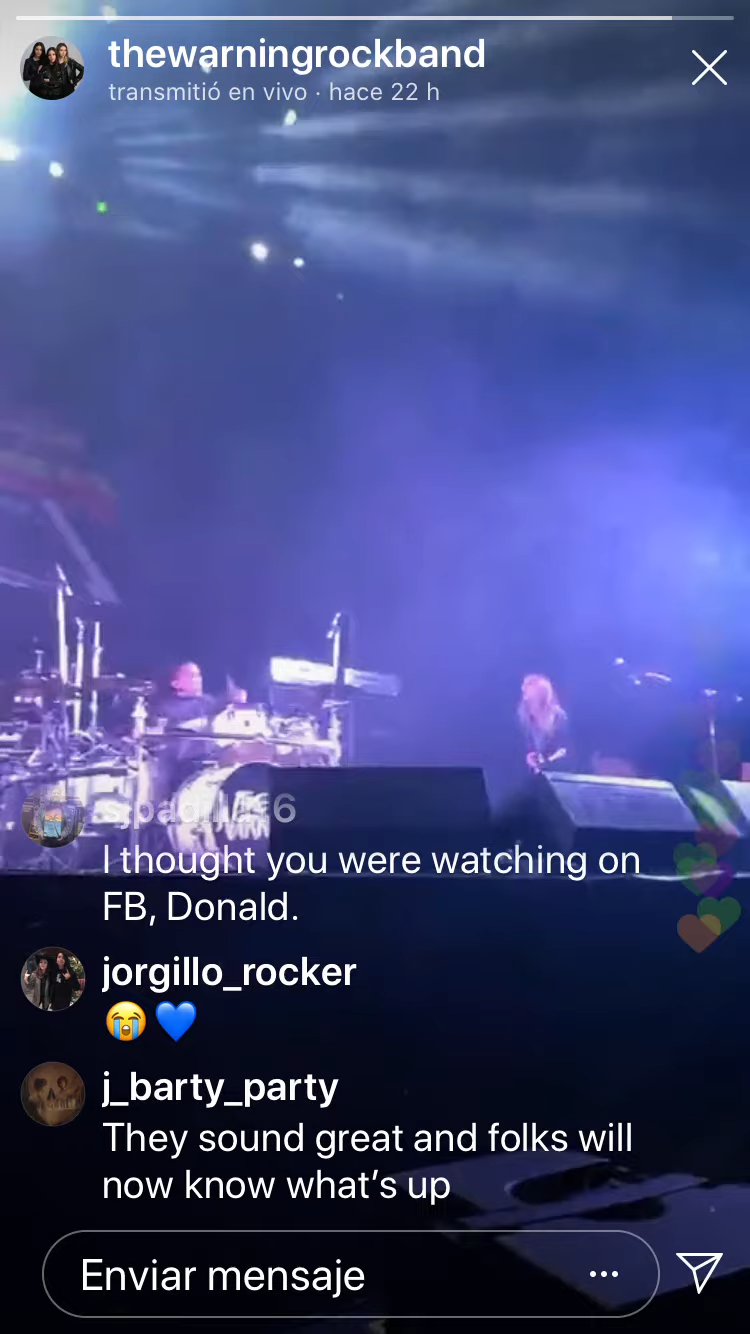 thewarningrockband
transmitió en vivo · hace 22 h
I thought you were watching on
FB, Donald.
jorgillo_rocker
😭💙
j_barty_party
They sound great and folks will
now know what’s up
Enviar mensaje